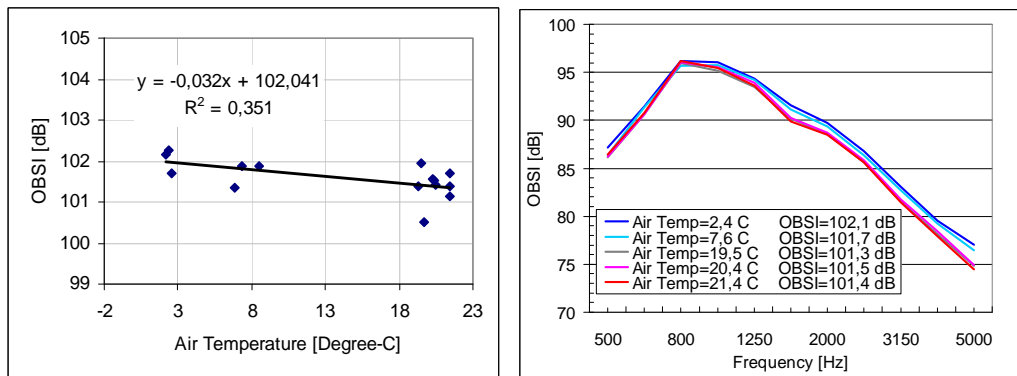 105
104
103
102
101
100
99
OBSI [dB]
y = -0,032x + 102,041
R² = 0,351
-2 3 8 13 18 23
Air Temperature [Degree-C]
100
95
90
85
80
75
70
OBSI [dB]
Air Temp=2,4 C OBSI=102,1 dB
Air Temp=7,6 C OBSI=101,7 dB
Air Temp=19,5 C OBSI=101,3 dB
Air Temp=20,4 C OBSI=101,5 dB
Air Temp=21,4 C OBSI=101,4 dB
500 800 1250 2000 3150 5000
Frequency [Hz]